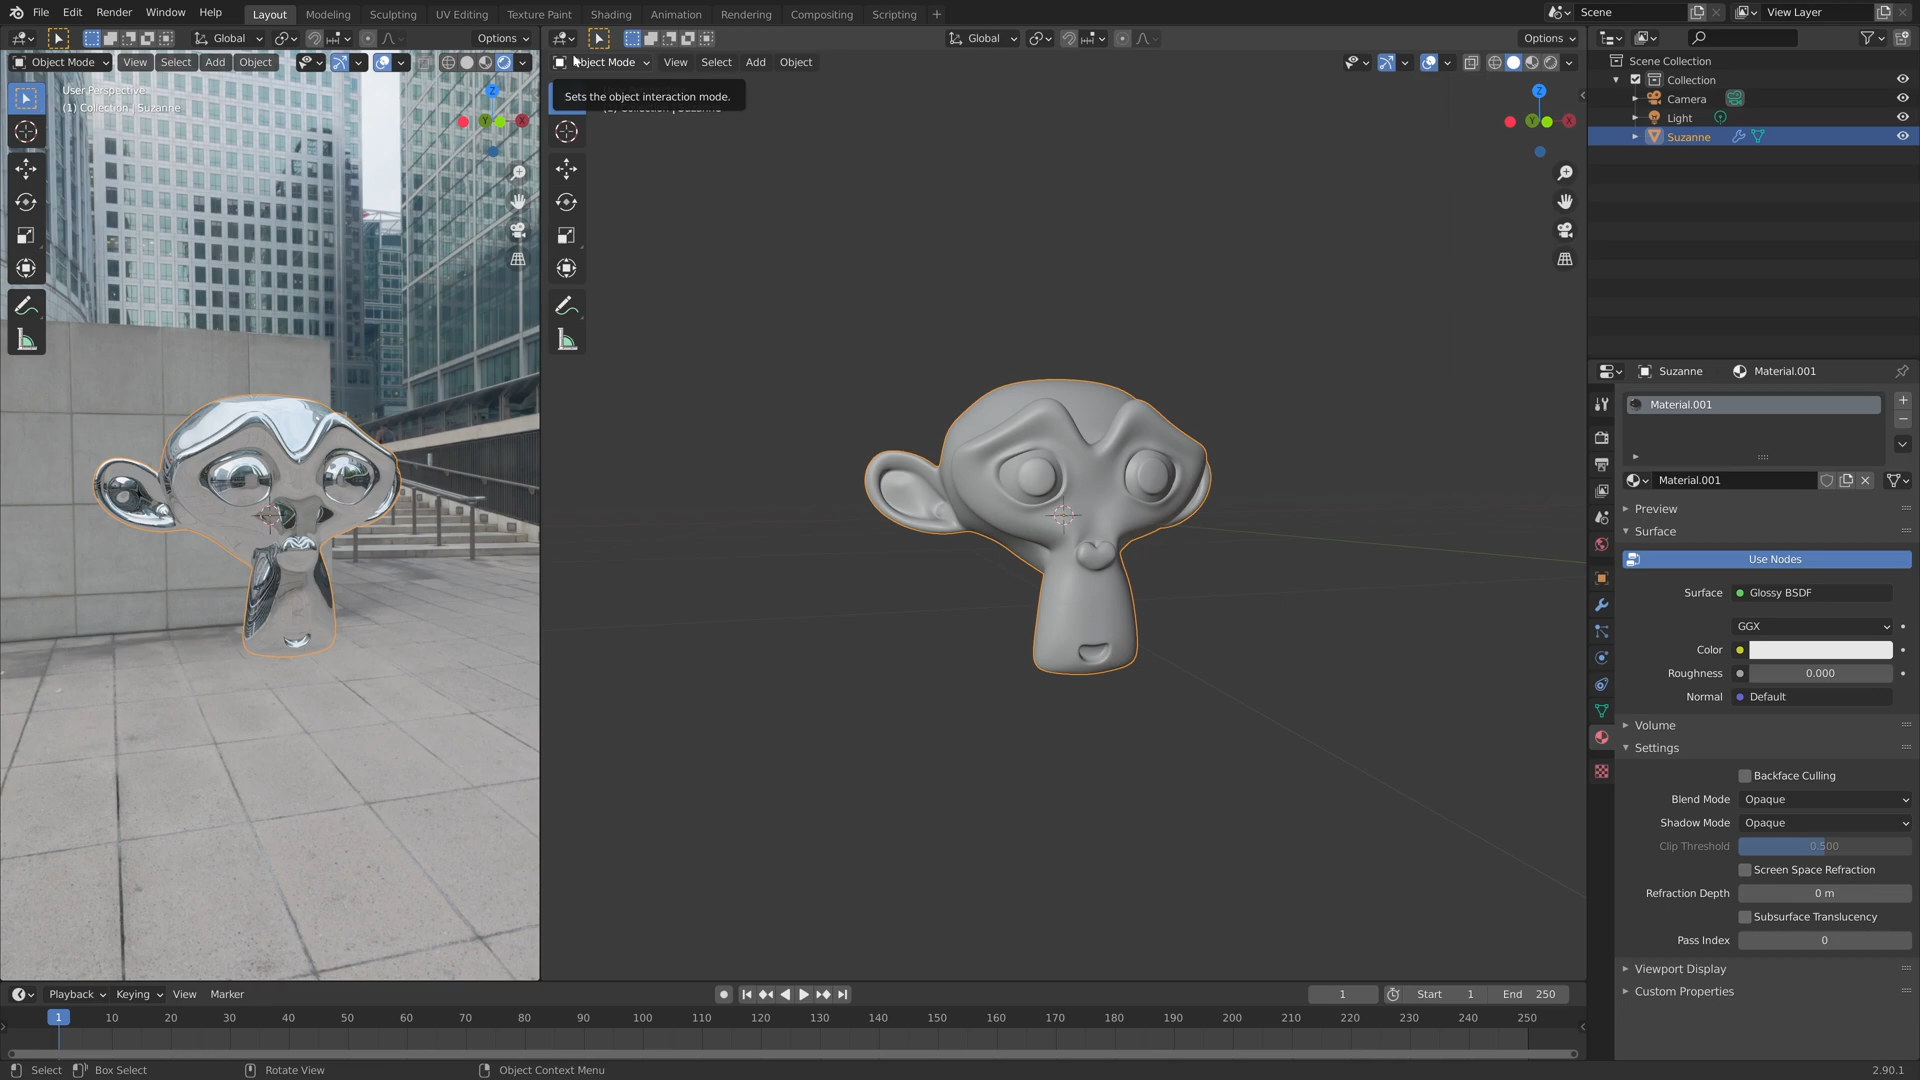 File Edit Render Window Help Layout Modeling Sculpting UV Editing Texture Paint Shading Animation Rendering Compositing Scripting + Scene View Layer
Global Options Global Options
Object Mode View Select Add Object Object Mode View Select Add Object
User Perspective
(1) Collection | Suzanne
Sets the object interaction mode.
Z
Y
X
Z
Y
X
Scene Collection
Collection
Camera
Light
Suzanne
Suzanne Material.001
Material.001
Material.001
Preview
Surface
Use Nodes
Surface Glossy BSDF
GGX
Color
Roughness 0.000
Normal Default
Volume
Settings
Backface Culling
Blend Mode Opaque
Shadow Mode Opaque
Clip Threshold 0.500
Screen Space Refraction
Refraction Depth 0 m
Subsurface Translucency
Pass Index 0
Viewport Display
Custom Properties
Playback Keying View Marker 1 Start 1 End 250
1 10 20 30 40 50 60 70 80 90 100 110 120 130 140 150 160 170 180 190 200 210 220 230 240 250
Select Box Select Rotate View Object Context Menu 2.90.1